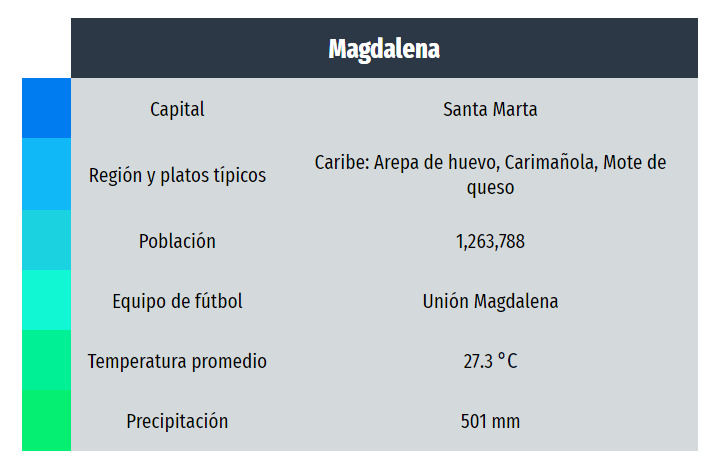 Magdalena
Capital Santa Marta
Región y platos típicos Caribe: Arepa de huevo, Carimañola, Mote de
queso
Población 1,263,788
Equipo de fútbol Unión Magdalena
Temperatura promedio 27.3 °C
Precipitación 501 mm